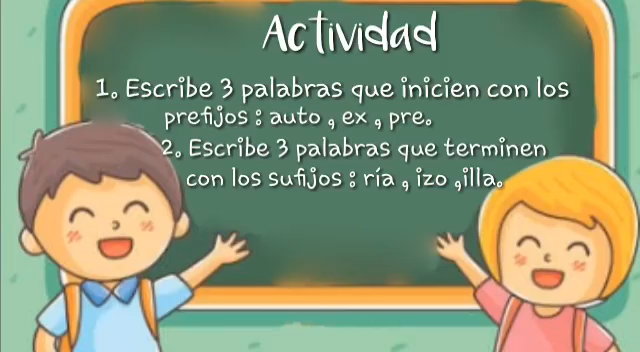 Actividad
1. Escribe 3 palabras que inicien con los
prefijos : auto , ex , pre.
2. Escribe 3 palabras que terminen
con los sufijos : ría , izo ,illa.